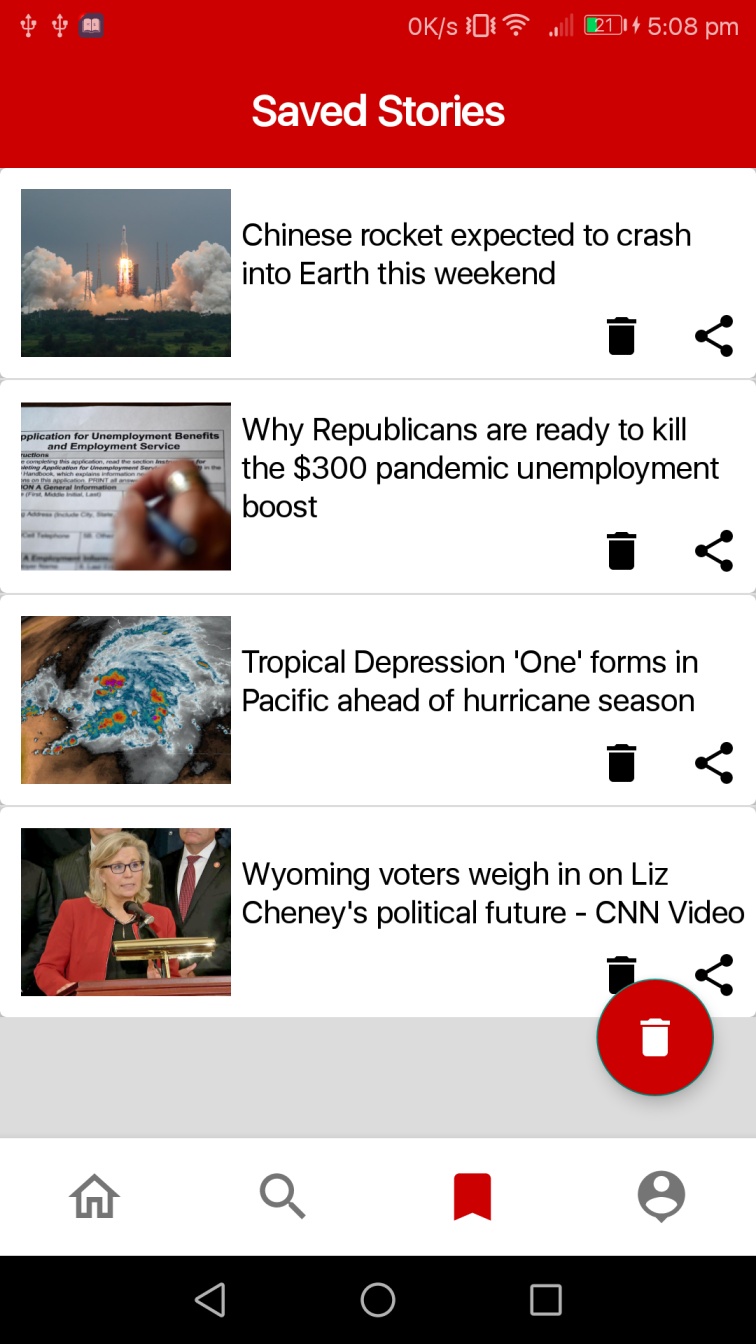 0K/s
21
5:08 pm
Saved Stories
Chinese rocket expected to crash
into Earth this weekend
Why Republicans are ready to kill
the $300 pandemic unemployment
boost
pplication for Unemployment Benefits
and Employment Service
Tropical Depression 'One' forms in
Pacific ahead of hurricane season
Wyoming voters weigh in on Liz
Cheney's political future - CNN Video